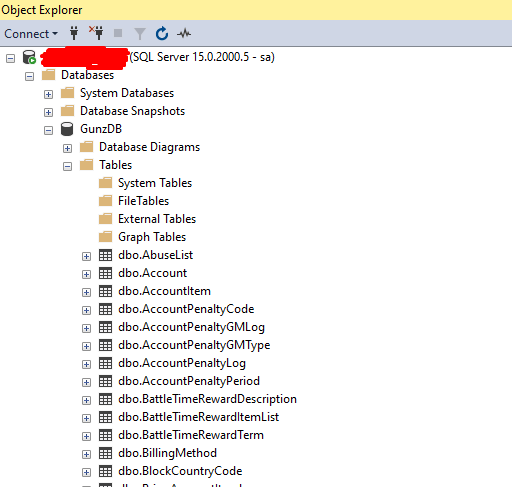 Object Explorer
Connect
(SQL Server 15.0.2000.5 - sa)
Databases
System Databases
Database Snapshots
GunzDB
Database Diagrams
Tables
System Tables
FileTables
External Tables
Graph Tables
dbo.AbuseList
dbo.Account
dbo.AccountItem
dbo.AccountPenaltyCode
dbo.AccountPenaltyGMLog
dbo.AccountPenaltyGMType
dbo.AccountPenaltyLog
dbo.AccountPenaltyPeriod
dbo.BattleTimeRewardDescription
dbo.BattleTimeRewardItemList
dbo.BattleTimeRewardTerm
dbo.BillingMethod
dbo.BlockCountryCode